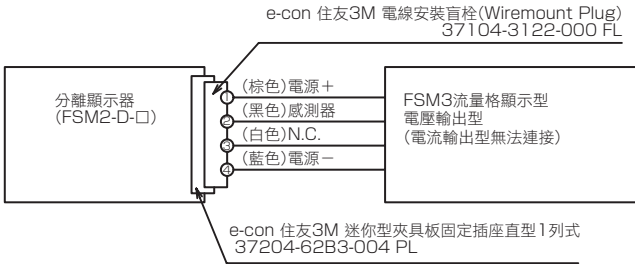 e-con 住友3M 電線安裝盲栓(Wiremount Plug)
37104-3122-000 FL
分離顯示器
(FSM2-D-□)
① (棕色)電源+
② (黑色)感測器
③ (白色)N.C.
④ (藍色)電源-
FSM3流量格顯示型
電壓輸出型
(電流輸出型無法連接)
e-con 住友3M 迷你型夾具板固定插座直型1列式
37204-62B3-004 PL